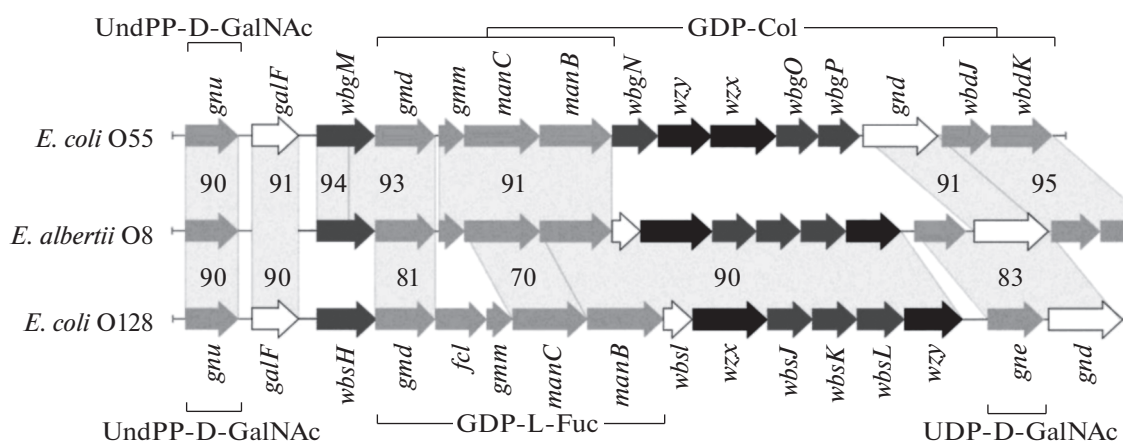 UndPP-D-GalNAc
GDP-Col
gnu galF wbgM gmd gmm manC manB wbgN wzy wzx wbgO wbgP gnd wbdJ wbdK
E. coli O55
90 91 94 93 91 91 95
E. albertii O8
90 90 81 70 90 83
E. coli O128
gnu galF wbsH gmd fcl gmm manC manB wbsl wzx wbsJ wbsK wbsL wzy gne gnd
UndPP-D-GalNAc GDP-L-Fuc UDP-D-GalNAc